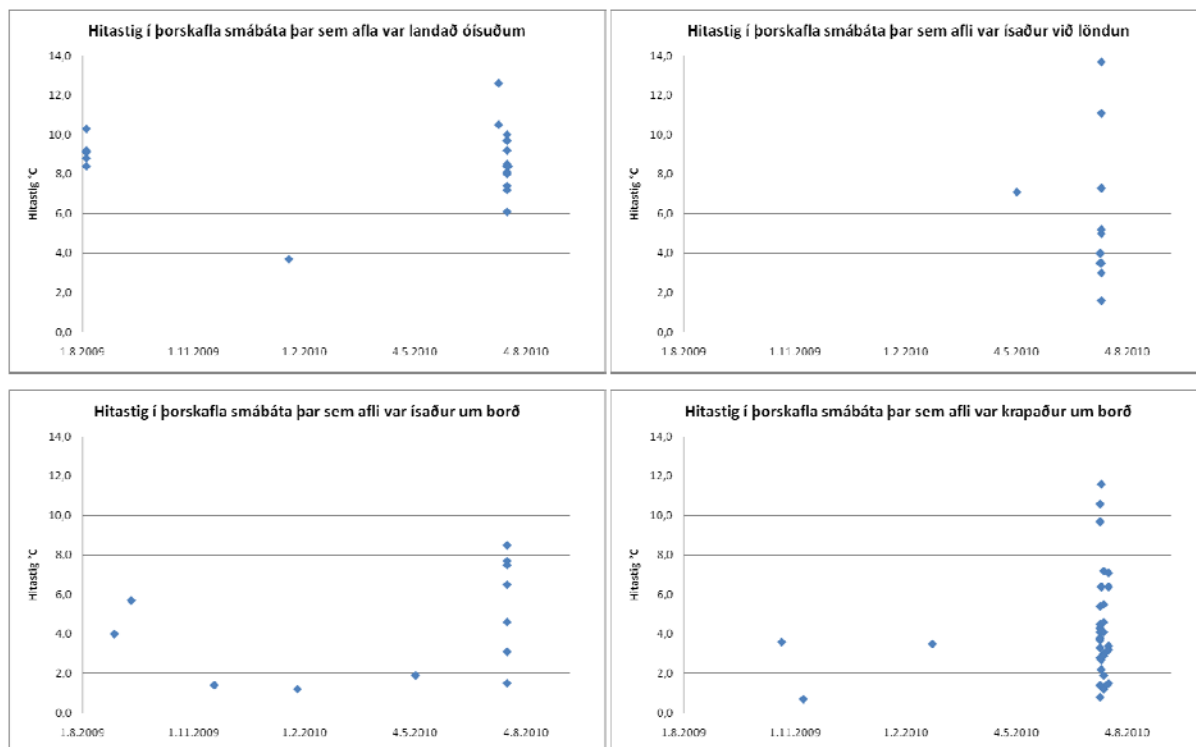 Hitastig í þorskafla smábáta þar sem afla var landað óísuðum
14,0
12,0
10,0
8,0
6,0
4,0
2,0
0,0
Hitastig °C
1.8.2009 1.11.2009 1.2.2010 4.5.2010 4.8.2010
Hitastig í þorskafla smábáta þar sem afli var ísaður við löndun
14,0
12,0
10,0
8,0
6,0
4,0
2,0
0,0
Hitastig °C
1.8.2009 1.11.2009 1.2.2010 4.5.2010 4.8.2010
Hitastig í þorskafla smábáta þar sem afli var ísaður um borð
14,0
12,0
10,0
8,0
6,0
4,0
2,0
0,0
Hitastig °C
1.8.2009 1.11.2009 1.2.2010 4.5.2010 4.8.2010
Hitastig í þorskafla smábáta þar sem afli var krapaður um borð
14,0
12,0
10,0
8,0
6,0
4,0
2,0
0,0
Hitastig °C
1.8.2009 1.11.2009 1.2.2010 4.5.2010 4.8.2010